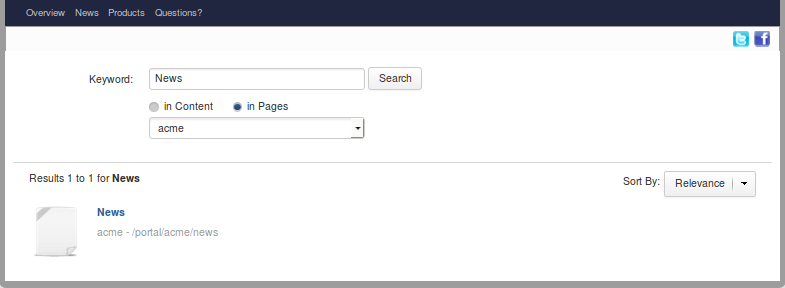 Overview News Products Questions?
Keyword: News Search
in Content in Pages
acme
Results 1 to 1 for News
Sort By: Relevance
News
acme - /portal/acme/news